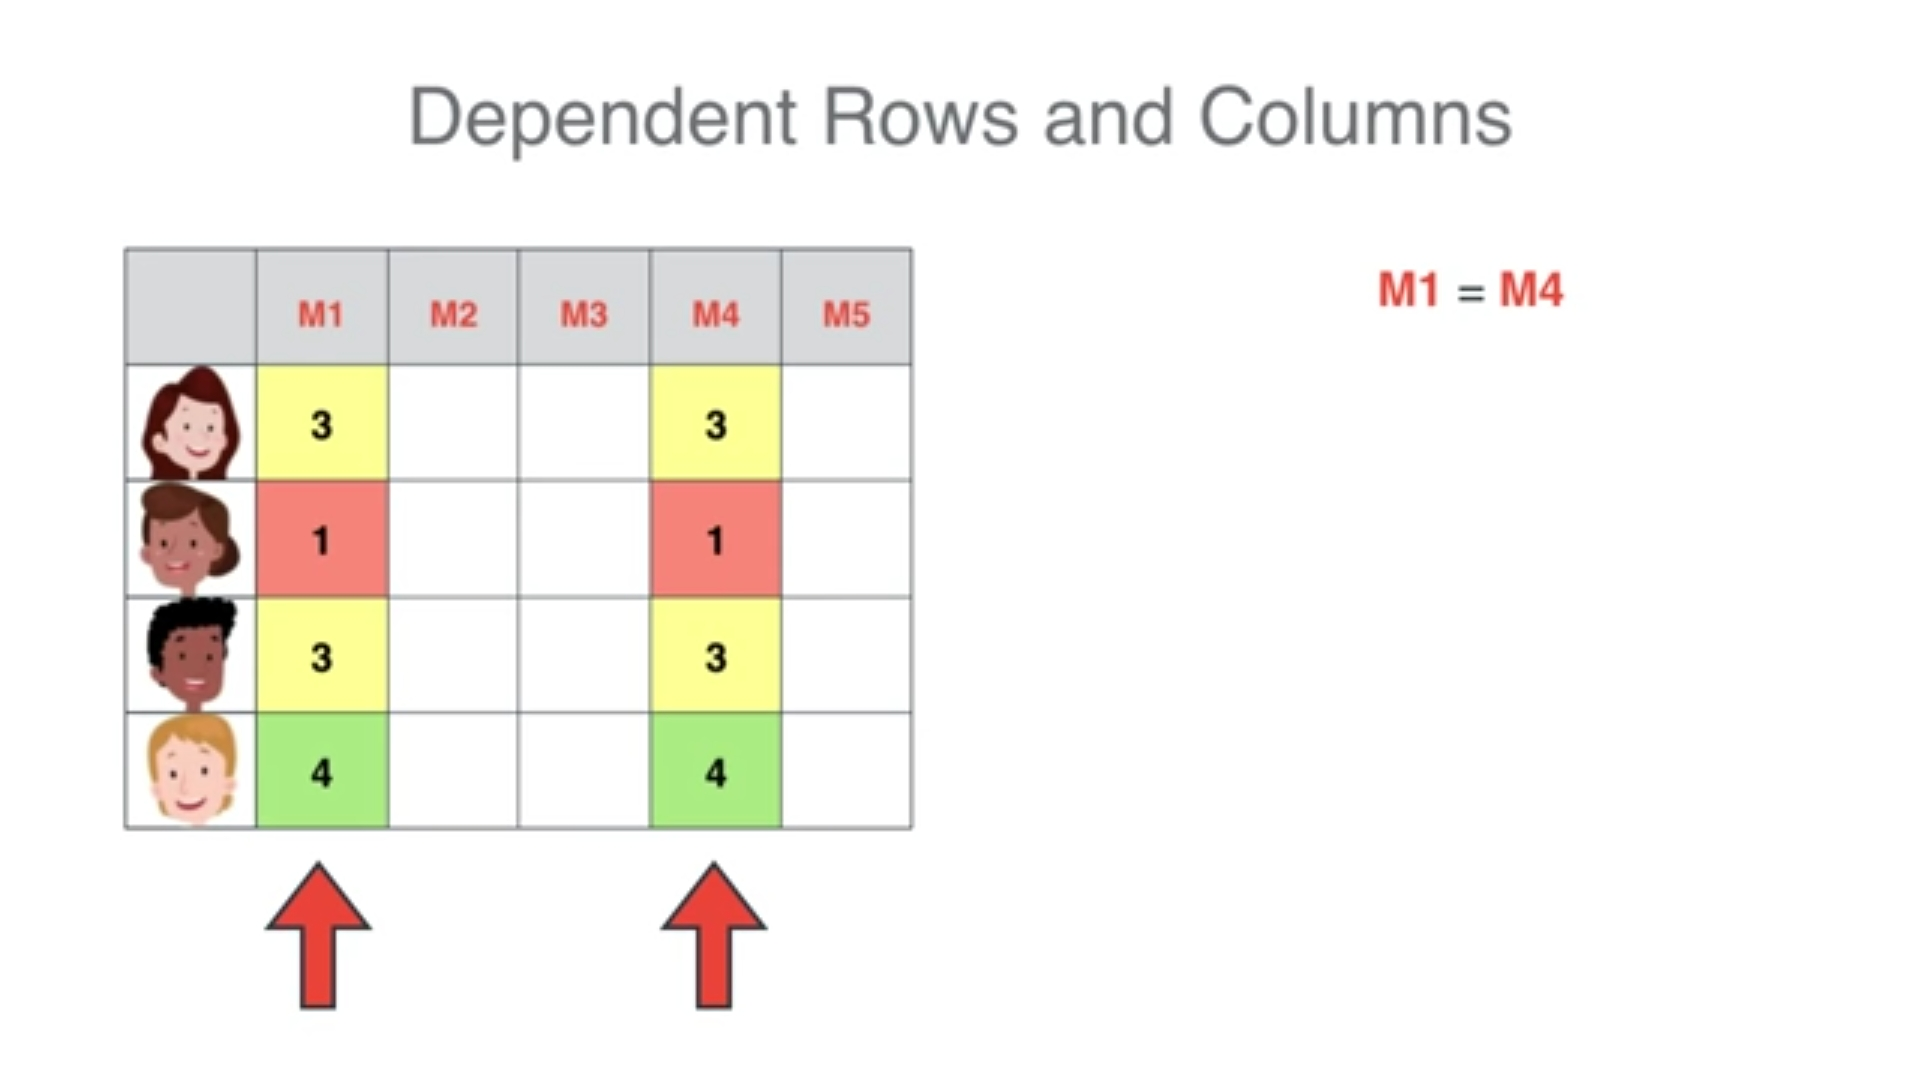 Dependent Rows and Columns
M1 = M4
M1 M2 M3 M4 M5
3 3
1 1
3 3
4 4